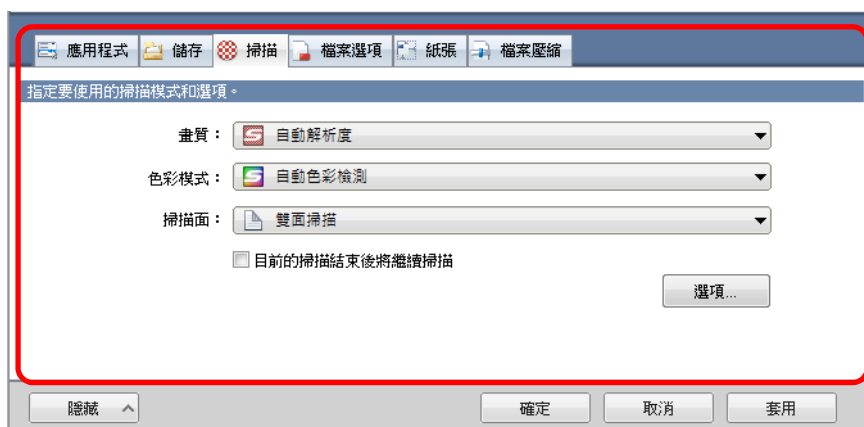 應用程式 儲存 掃描 檔案選項 紙張 檔案壓縮
指定要使用的掃描模式和選項。
畫質： 自動解析度
色彩模式： 自動色彩檢測
掃描面： 雙面掃描
目前的掃描結束後將繼續掃描
選項...
隱藏 確定 取消 套用